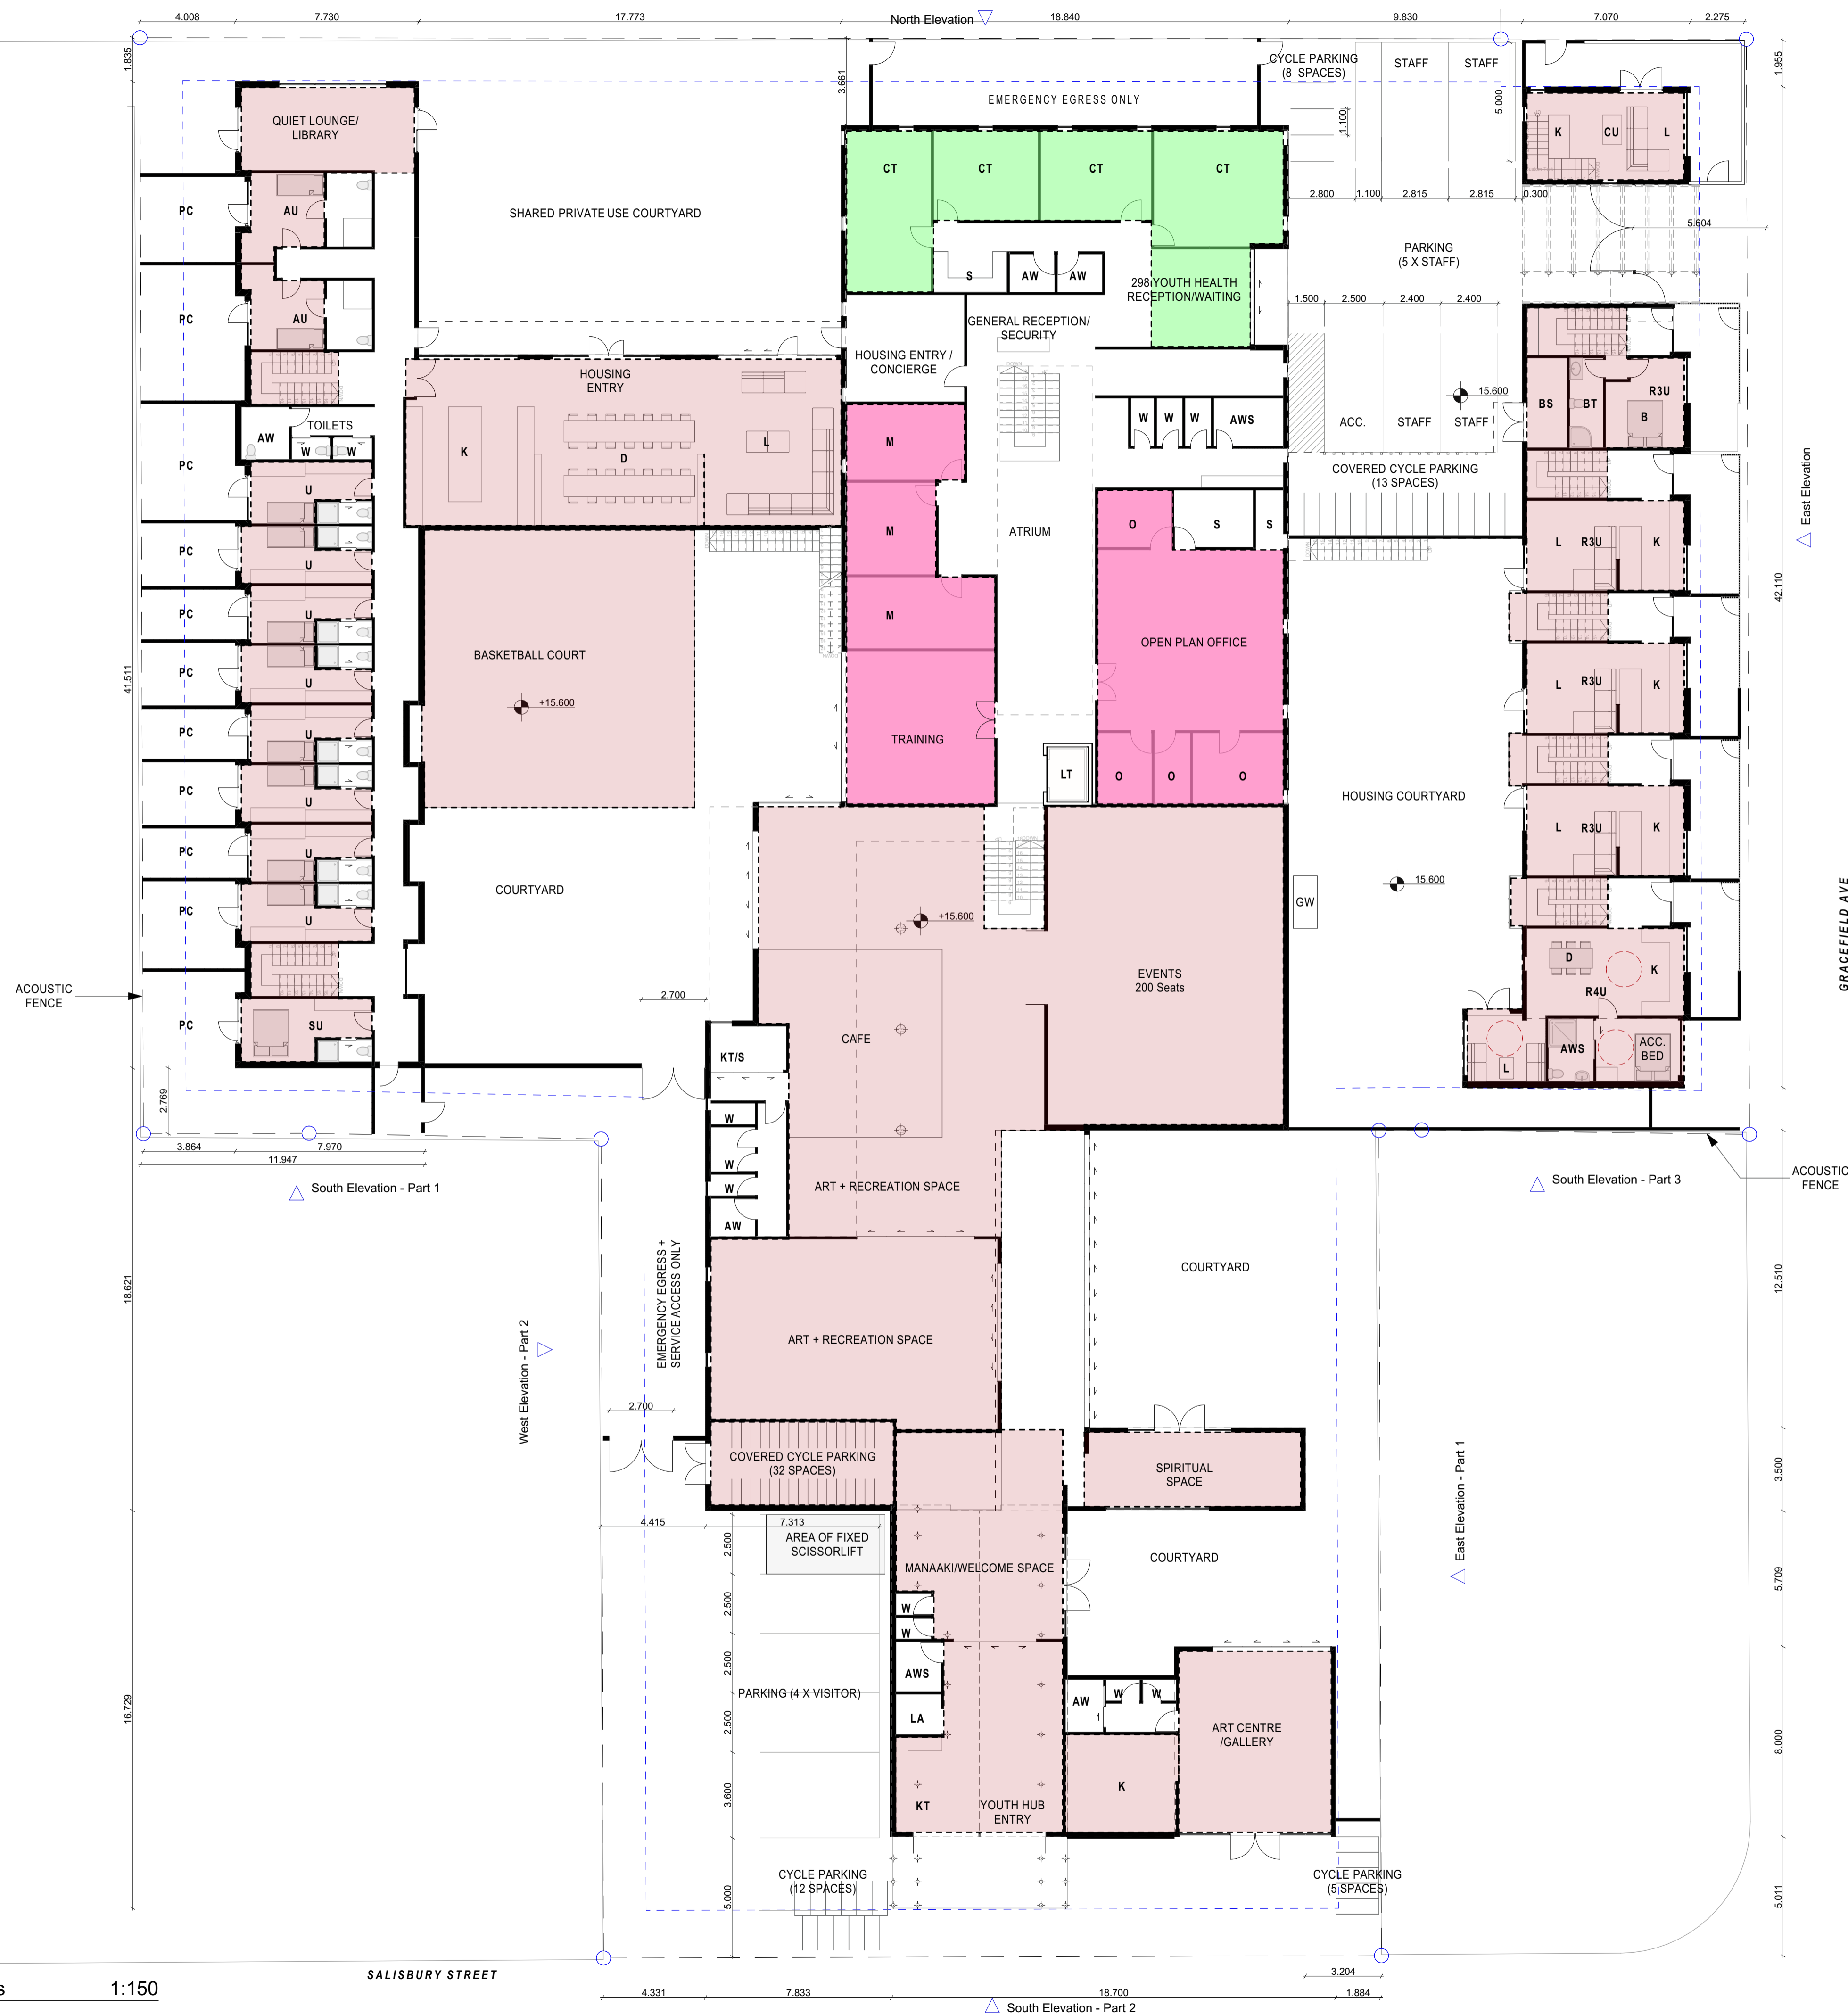 4.008
7.730
17.773
North Elevation
18.840
9.830
7.070
2.275
1.835
3.661
1.955
CYCLE PARKING
(8 SPACES)
STAFF
STAFF
EMERGENCY EGRESS ONLY
5.000
1.100
QUIET LOUNGE/
LIBRARY
K
CU
L
CT
CT
CT
CT
2.800
1.100
2.815
2.815
0.300
PC
AU
SHARED PRIVATE USE COURTYARD
5.604
PARKING
(5 X STAFF)
S
AW
AW
298 YOUTH HEALTH
RECEPTION/WAITING
1.500
2.500
2.400
2.400
PC
AU
GENERAL RECEPTION/
SECURITY
HOUSING ENTRY /
CONCIERGE
HOUSING
ENTRY
15.600
R3U
BS
BT
B
TOILETS
AW
W
W
K
D
L
M
W
W
W
AWS
ACC.
STAFF
STAFF
PC
COVERED CYCLE PARKING
(13 SPACES)
U
O
S
S
East Elevation
PC
M
ATRIUM
L
R3U
K
U
42.110
PC
U
M
OPEN PLAN OFFICE
BASKETBALL COURT
41.511
PC
U
L
R3U
K
+15.600
PC
U
TRAINING
LT
O
O
O
PC
U
HOUSING COURTYARD
L
R3U
K
PC
U
COURTYARD
15.600
GW
GRACEFIELD AVE
PC
U
+15.600
D
K
R4U
EVENTS
200 Seats
ACOUSTIC
FENCE
2.700
PC
SU
CAFE
KT/S
L
AWS
ACC.
BED
2.769
W
3.864
7.970
11.947
W
W
South Elevation - Part 1
ART + RECREATION SPACE
South Elevation - Part 3
ACOUSTIC
FENCE
AW
EMERGENCY EGRESS +
SERVICE ACCESS ONLY
COURTYARD
18.621
12.510
West Elevation - Part 2
ART + RECREATION SPACE
2.700
COVERED CYCLE PARKING
(32 SPACES)
SPIRITUAL
SPACE
3.500
East Elevation - Part 1
4.415
7.313
AREA OF FIXED
SCISSORLIFT
2.500
COURTYARD
MANAAKI/WELCOME SPACE
5.709
2.500
W
W
2.500
AWS
PARKING (4 X VISITOR)
LA
AW
W
W
16.729
2.500
ART CENTRE
/GALLERY
8.000
K
3.600
KT
YOUTH HUB
ENTRY
CYCLE PARKING
(12 SPACES)
CYCLE PARKING
(5 SPACES)
5.000
5.011
SALISBURY STREET
3.204
s
1:150
4.331
7.833
18.700
1.884
South Elevation - Part 2